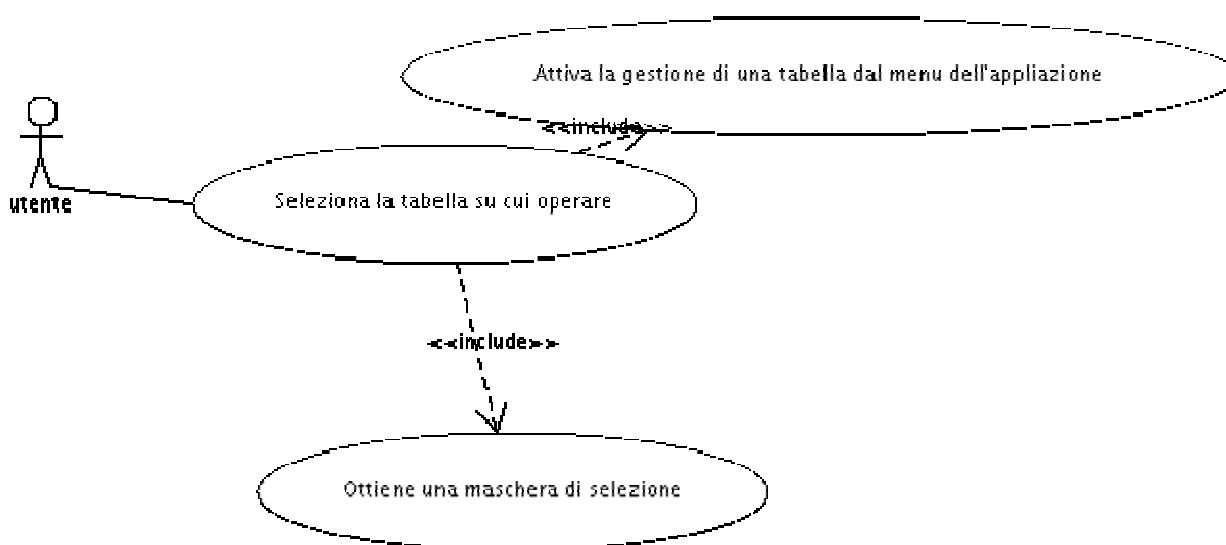 Attiva la gestione di una tabella dal menu dell'appliazione
<<include>>
utente
Seleziona la tabella su cui operare
<<include>>
Ottiene una maschera di selezione